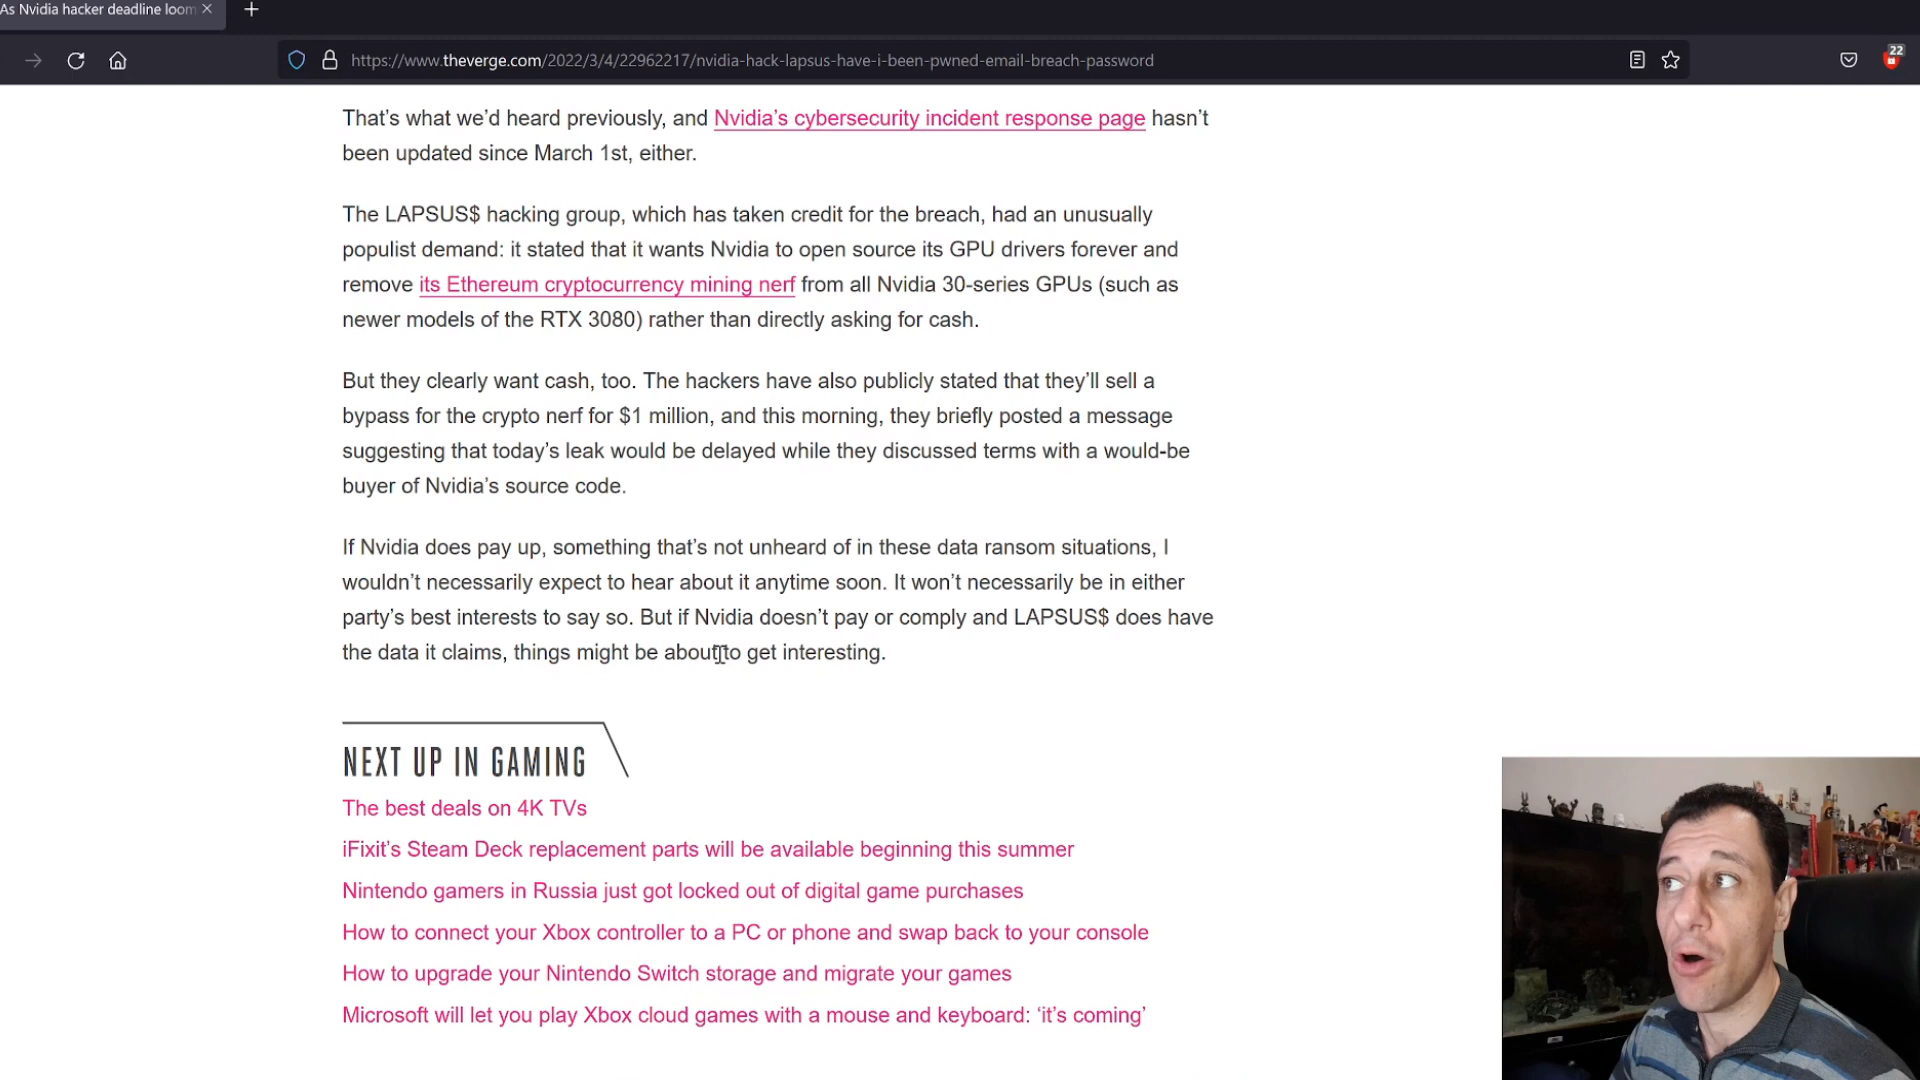 As Nvidia hacker deadline loom
https://www.theverge.com/2022/3/4/22962217/nvidia-hack-lapsus-have-i-been-pwned-email-breach-password
22
That’s what we’d heard previously, and Nvidia’s cybersecurity incident response page hasn’t
been updated since March 1st, either.
The LAPSUS$ hacking group, which has taken credit for the breach, had an unusually
populist demand: it stated that it wants Nvidia to open source its GPU drivers forever and
remove its Ethereum cryptocurrency mining nerf from all Nvidia 30-series GPUs (such as
newer models of the RTX 3080) rather than directly asking for cash.
But they clearly want cash, too. The hackers have also publicly stated that they’ll sell a
bypass for the crypto nerf for $1 million, and this morning, they briefly posted a message
suggesting that today’s leak would be delayed while they discussed terms with a would-be
buyer of Nvidia’s source code.
If Nvidia does pay up, something that’s not unheard of in these data ransom situations, I
wouldn’t necessarily expect to hear about it anytime soon. It won’t necessarily be in either
party’s best interests to say so. But if Nvidia doesn’t pay or comply and LAPSUS$ does have
the data it claims, things might be about to get interesting.
NEXT UP IN GAMING
The best deals on 4K TVs
iFixit’s Steam Deck replacement parts will be available beginning this summer
Nintendo gamers in Russia just got locked out of digital game purchases
How to connect your Xbox controller to a PC or phone and swap back to your console
How to upgrade your Nintendo Switch storage and migrate your games
Microsoft will let you play Xbox cloud games with a mouse and keyboard: ‘it’s coming’